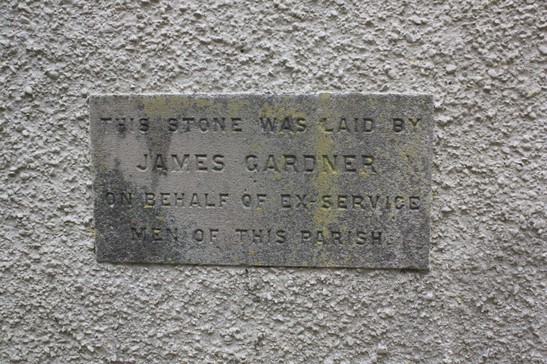 THIS STONE WAS LAID BY
JAMES GARDNER
ON BEHALF OF EX-SERVICE
MEN OF THIS PARISH.